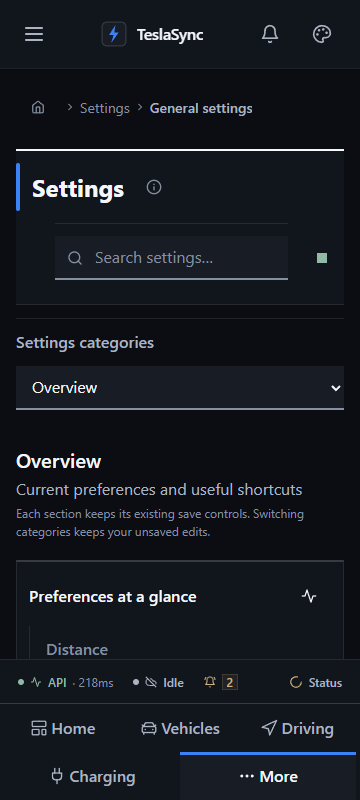 TeslaSync
Settings
General settings
Settings
Search settings...
Settings categories
Overview
Overview
Current preferences and useful shortcuts
Each section keeps its existing save controls. Switching
categories keeps your unsaved edits.
Preferences at a glance
Distance
API · 218ms Idle 2 Status
Home Vehicles Driving
Charging More